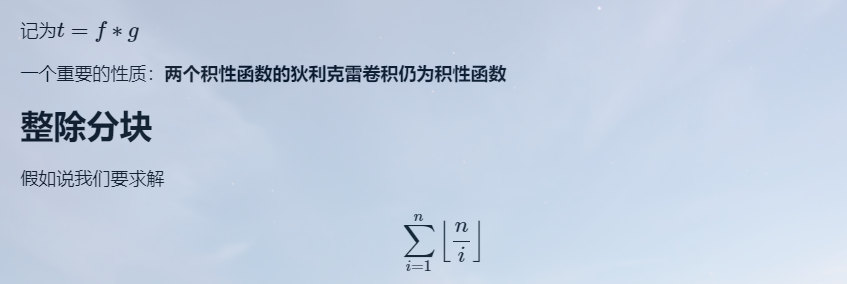 记为t = f * g
一个重要的性质：两个积性函数的狄利克雷卷积仍为积性函数
整除分块
假如说我们要求解
\sum_{i=1}^{n} \left\lfloor \frac{n}{i} \right\rfloor